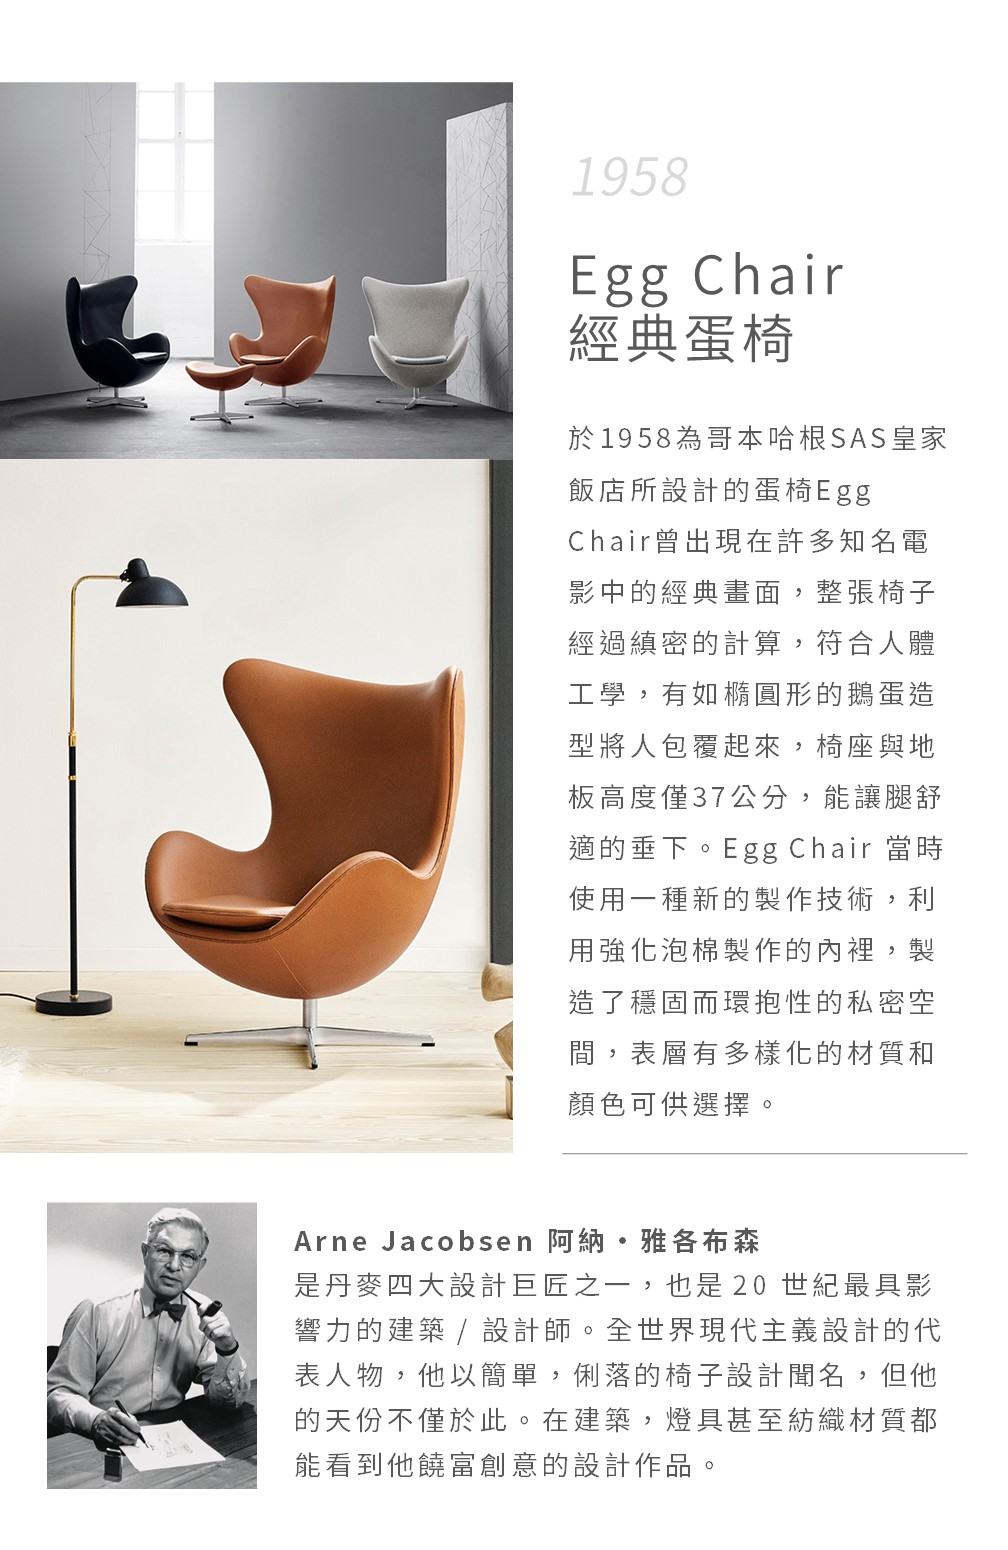 1958
Egg Chair
經典蛋椅
於1958為哥本哈根SAS皇家
飯店所設計的蛋椅Egg
Chair曾出現在許多知名電
影中的經典畫面，整張椅子
經過縝密的計算，符合人體
工學，有如橢圓形的鵝蛋造
型將人包覆起來，椅座與地
板高度僅37公分，能讓腿舒
適的垂下。Egg Chair 當時
使用一種新的製作技術，利
用強化泡棉製作的內裡，製
造了穩固而環抱性的私密空
間，表層有多樣化的材質和
顏色可供選擇。
Arne Jacobsen 阿納・雅各布森
是丹麥四大設計巨匠之一，也是 20 世紀最具影
響力的建築 / 設計師。全世界現代主義設計的代
表人物，他以簡單，俐落的椅子設計聞名，但他
的天份不僅於此。在建築，燈具甚至紡織材質都
能看到他饒富創意的設計作品。